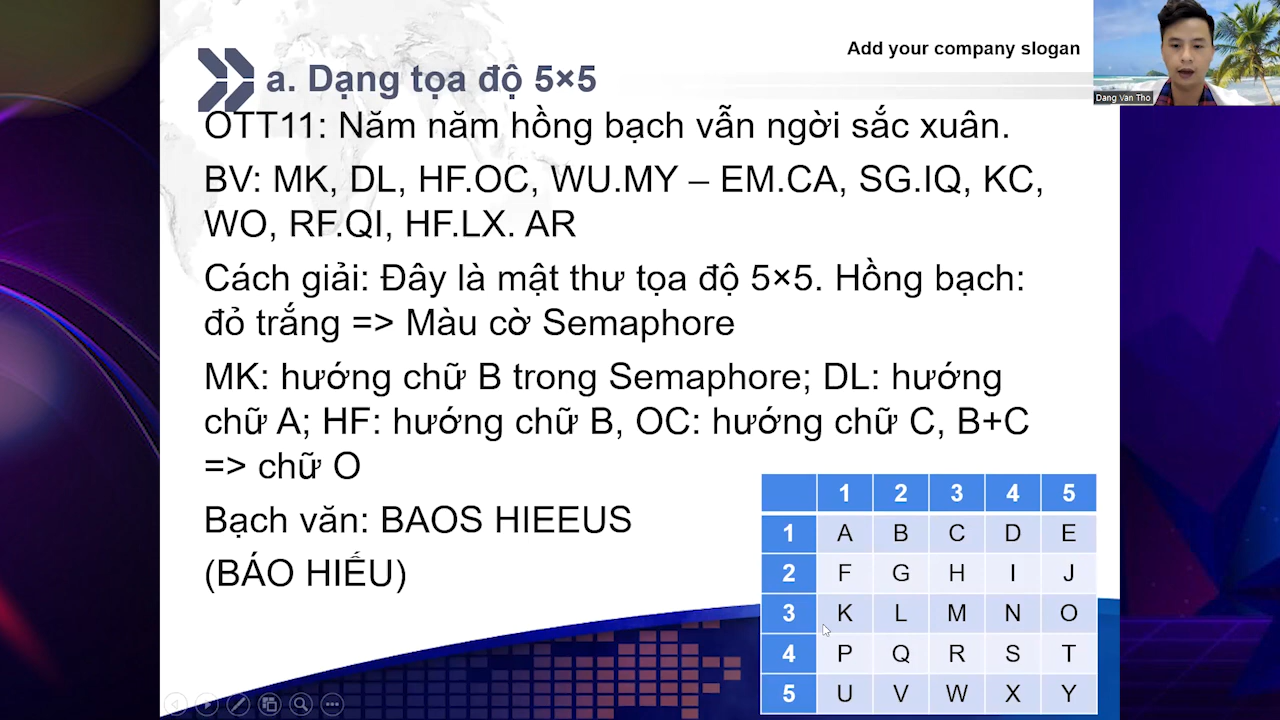 Add your company slogan
Dang Van Tho
a. Dạng tọa độ 5×5
OTT11: Năm năm hồng bạch vẫn ngời sắc xuân.
BV: MK, DL, HF.OC, WU.MY – EM.CA, SG.IQ, KC,
WO, RF.QI, HF.LX. AR
Cách giải: Đây là mật thư tọa độ 5×5. Hồng bạch:
đỏ trắng => Màu cờ Semaphore
MK: hướng chữ B trong Semaphore; DL: hướng
chữ A; HF: hướng chữ B, OC: hướng chữ C, B+C
=> chữ O
Bạch văn: BAOS HIEEUS
(BÁO HIẾU)
1 2 3 4 5
1 A B C D E
2 F G H I J
3 K L M N O
4 P Q R S T
5 U V W X Y